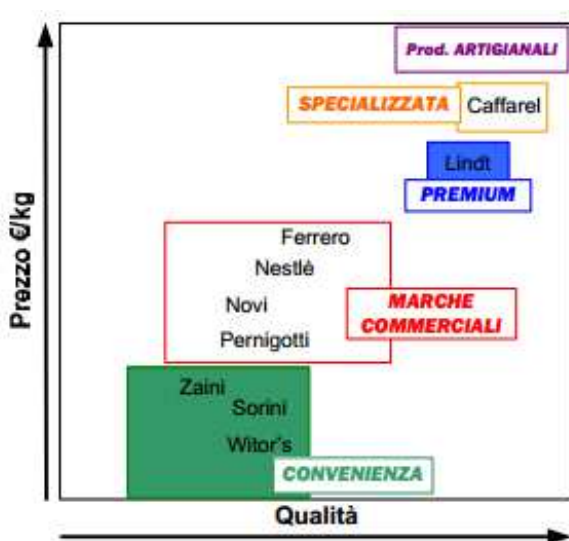 Prod. ARTIGIANALI
SPECIALIZZATA
Caffarel
Lindt
PREMIUM
Prezzo €/kg
Ferrero
Nestlè
Novi
MARCHE
COMMERCIALI
Pernigotti
Zaini
Sorini
Witor's
CONVENIENZA
Qualità